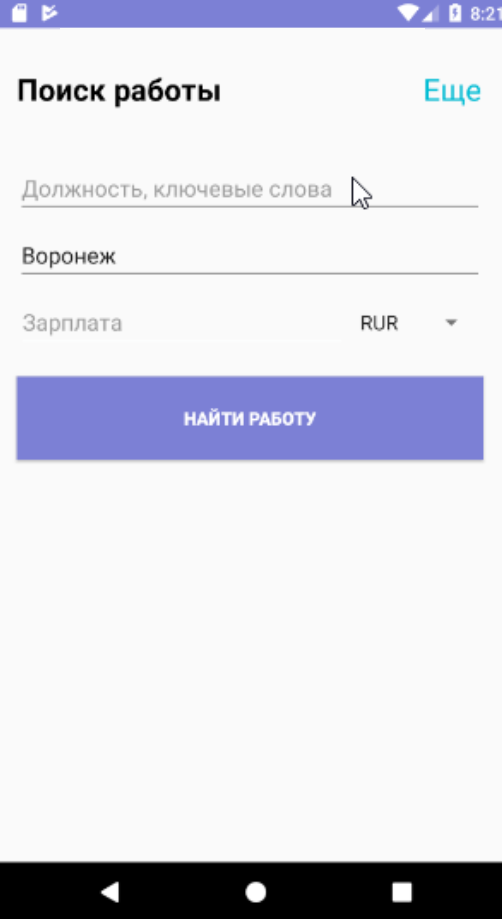 8:21
Поиск работы Еще
Должность, ключевые слова
Воронеж
Зарплата RUR
НАЙТИ РАБОТУ